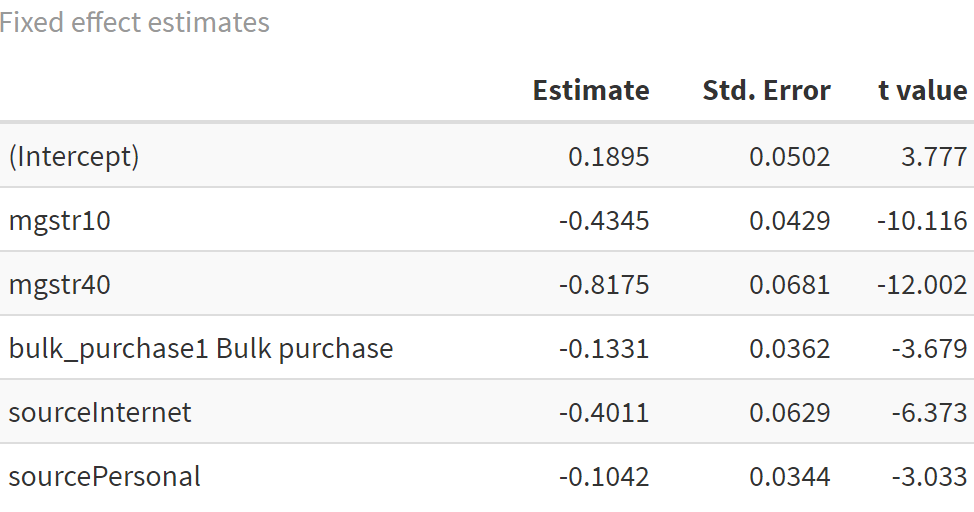 Fixed effect estimates
Estimate Std. Error t value
(Intercept) 0.1895 0.0502 3.777
mgstr10 -0.4345 0.0429 -10.116
mgstr40 -0.8175 0.0681 -12.002
bulk_purchase1 Bulk purchase -0.1331 0.0362 -3.679
sourceInternet -0.4011 0.0629 -6.373
sourcePersonal -0.1042 0.0344 -3.033